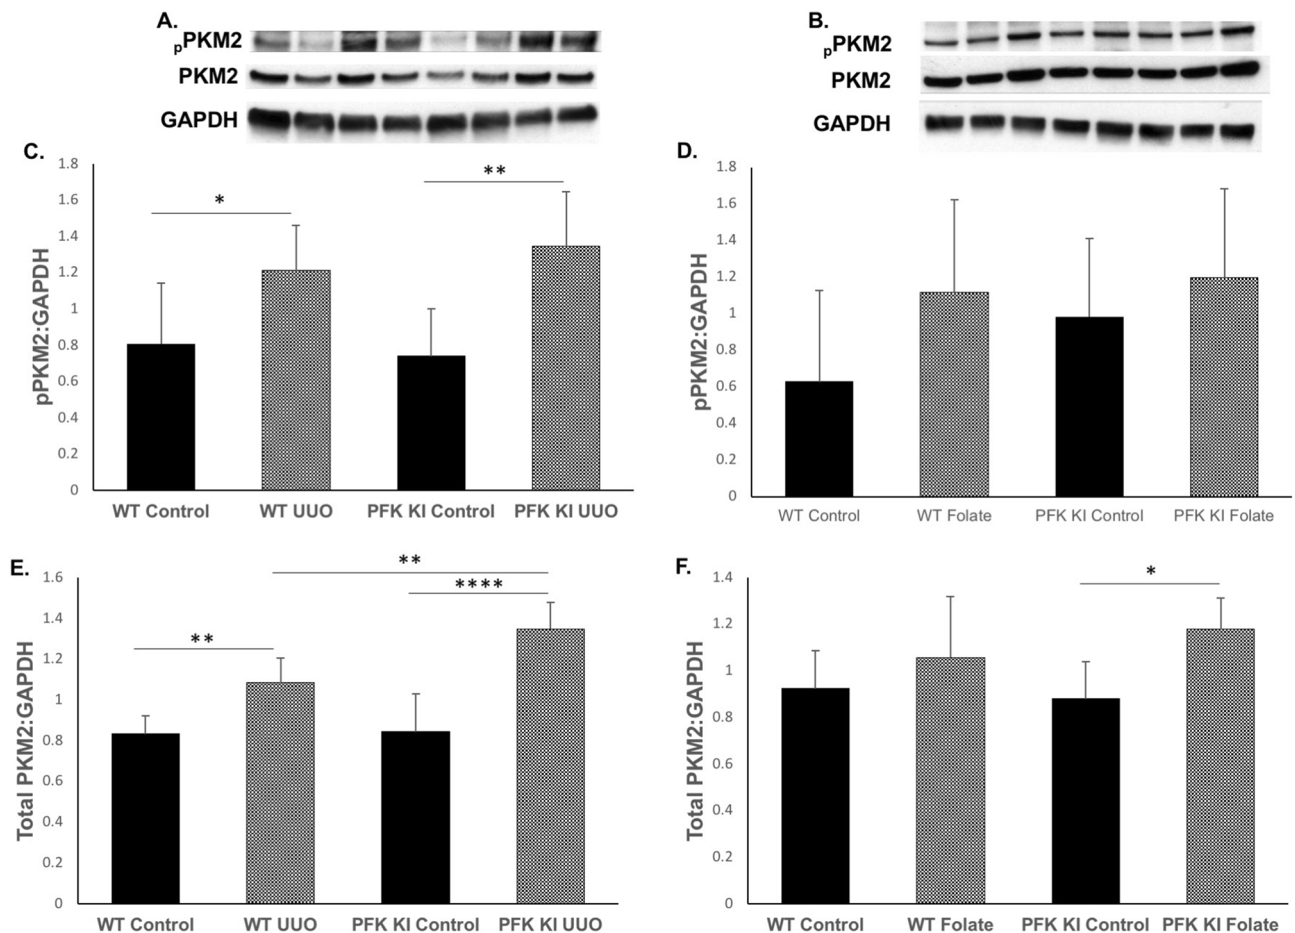 A.
pPKM2
PKM2
GAPDH
B.
pPKM2
PKM2
GAPDH
C.
pPKM2:GAPDH
1.8
1.6
1.4
1.2
1
0.8
0.6
0.4
0.2
0
*
**
WT Control WT UUO PFK KI Control PFK KI UUO
D.
pPKM2:GAPDH
1.8
1.6
1.4
1.2
1
0.8
0.6
0.4
0.2
0
WT Control WT Folate PFK KI Control PFK KI Folate
E.
Total PKM2:GAPDH
1.6
1.4
1.2
1
0.8
0.6
0.4
0.2
0
**
**
****
WT Control WT UUO PFK KI Control PFK KI UUO
F.
Total PKM2:GAPDH
1.4
1.2
1
0.8
0.6
0.4
0.2
0
*
WT Control WT Folate PFK KI Control PFK KI Folate